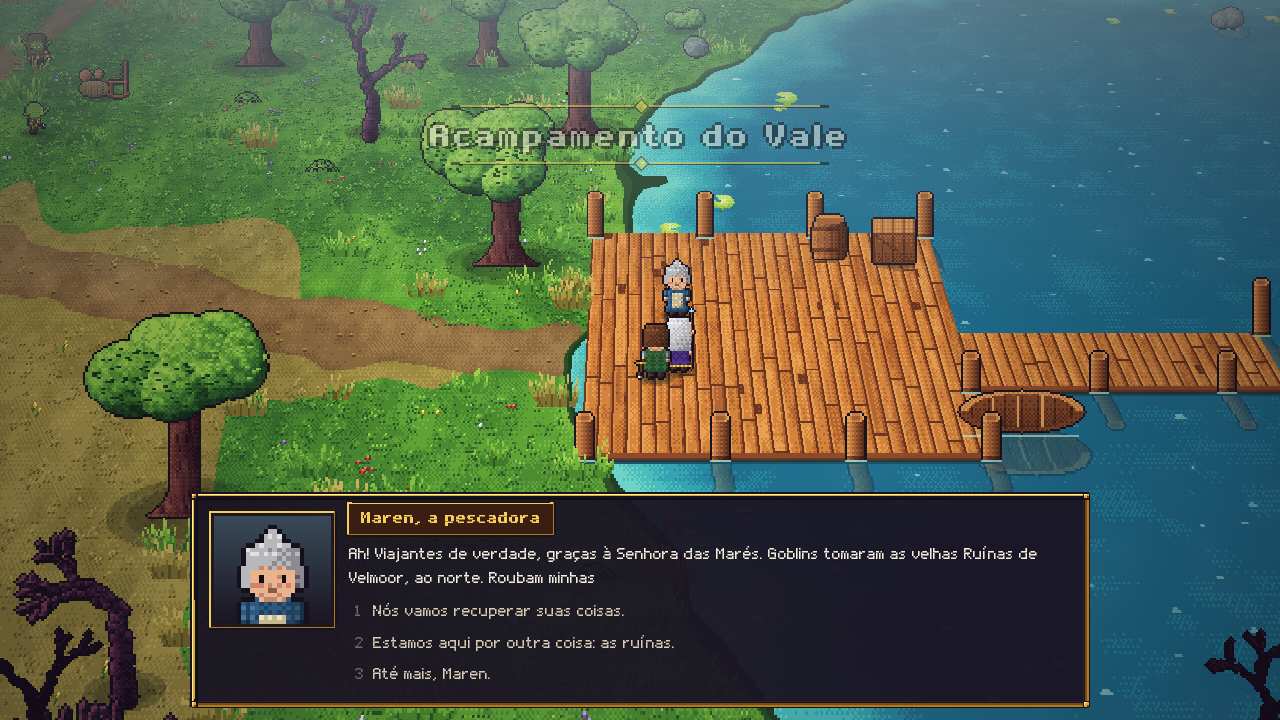 Acampamento do Vale
Maren, a pescadora
Ah! Viajantes de verdade, graças à Senhora das Marés. Goblins tomaram as velhas Ruínas de
Velmoor, ao norte. Roubam minhas
1 Nós vamos recuperar suas coisas.
2 Estamos aqui por outra coisa: as ruínas.
3 Até mais, Maren.